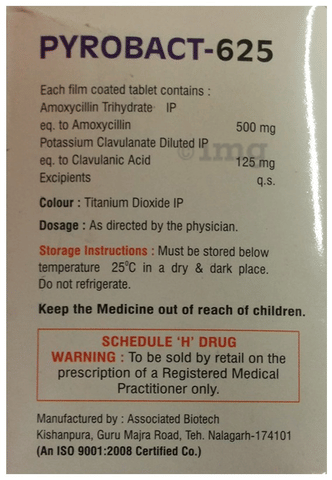 PYROBACT-625
Each film coated tablet contains :
Amoxycillin Trihydrate IP
eq. to Amoxycillin 500 mg
Potassium Clavulanate Diluted IP
eq. to Clavulanic Acid 125 mg
Excipients q.s.
Colour : Titanium Dioxide IP
Dosage : As directed by the physician.
Storage Instructions : Must be stored below
temperature 25°C in a dry & dark place.
Do not refrigerate.
Keep the Medicine out of reach of children.
SCHEDULE 'H' DRUG
WARNING : To be sold by retail on the
prescription of a Registered Medical
Practitioner only.
Manufactured by : Associated Biotech
Kishanpura, Guru Majra Road, Teh. Nalagarh-174101
(An ISO 9001:2008 Certified Co.)
© 1mg